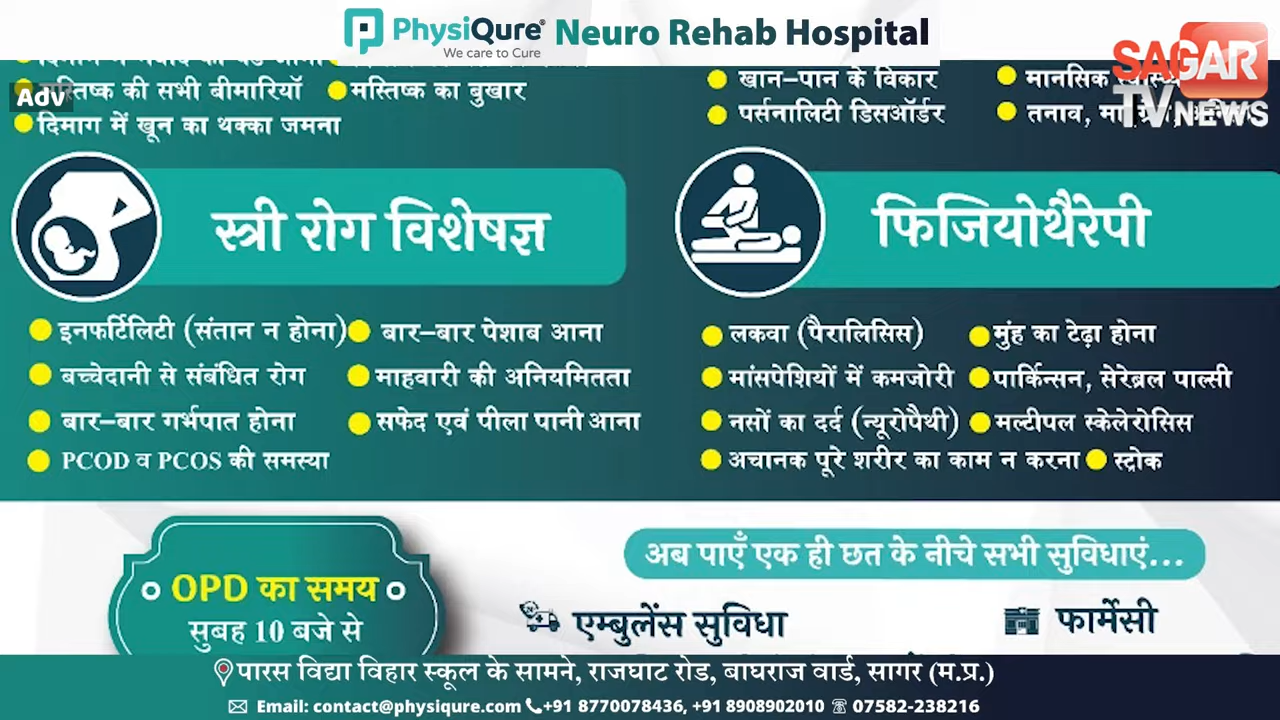 PhysiQure® Neuro Rehab Hospital
We care to Cure
SAGAR
TV NEWS
Adv
मस्तिष्क की सभी बीमारियाँ
मस्तिष्क का बुखार
दिमाग में खून का थक्का जमना
खान-पान के विकार
मानसिक
पर्सनालिटी डिसऑर्डर
तनाव,
स्त्री रोग विशेषज्ञ
इनफर्टिलिटी (संतान न होना)
बार-बार पेशाब आना
बच्चेदानी से संबंधित रोग
माहवारी की अनियमितता
बार-बार गर्भपात होना
सफेद एवं पीला पानी आना
PCOD व PCOS की समस्या
फिजियोथैरेपी
लकवा (पैरालिसिस)
मुंह का टेढ़ा होना
मांसपेशियों में कमजोरी
पार्किन्सन, सेरेब्रल पाल्सी
नसों का दर्द (न्यूरोपैथी)
मल्टीपल स्केलेरोसिस
अचानक पूरे शरीर का काम न करना
स्ट्रोक
OPD का समय
सुबह 10 बजे से
अब पाएँ एक ही छत के नीचे सभी सुविधाएं...
एम्बुलेंस सुविधा
फार्मेसी
पारस विद्या विहार स्कूल के सामने, राजघाट रोड, बाघराज वार्ड, सागर (म.प्र.)
Email: contact@physiqure.com +91 8770078436, +91 8908902010 07582-238216